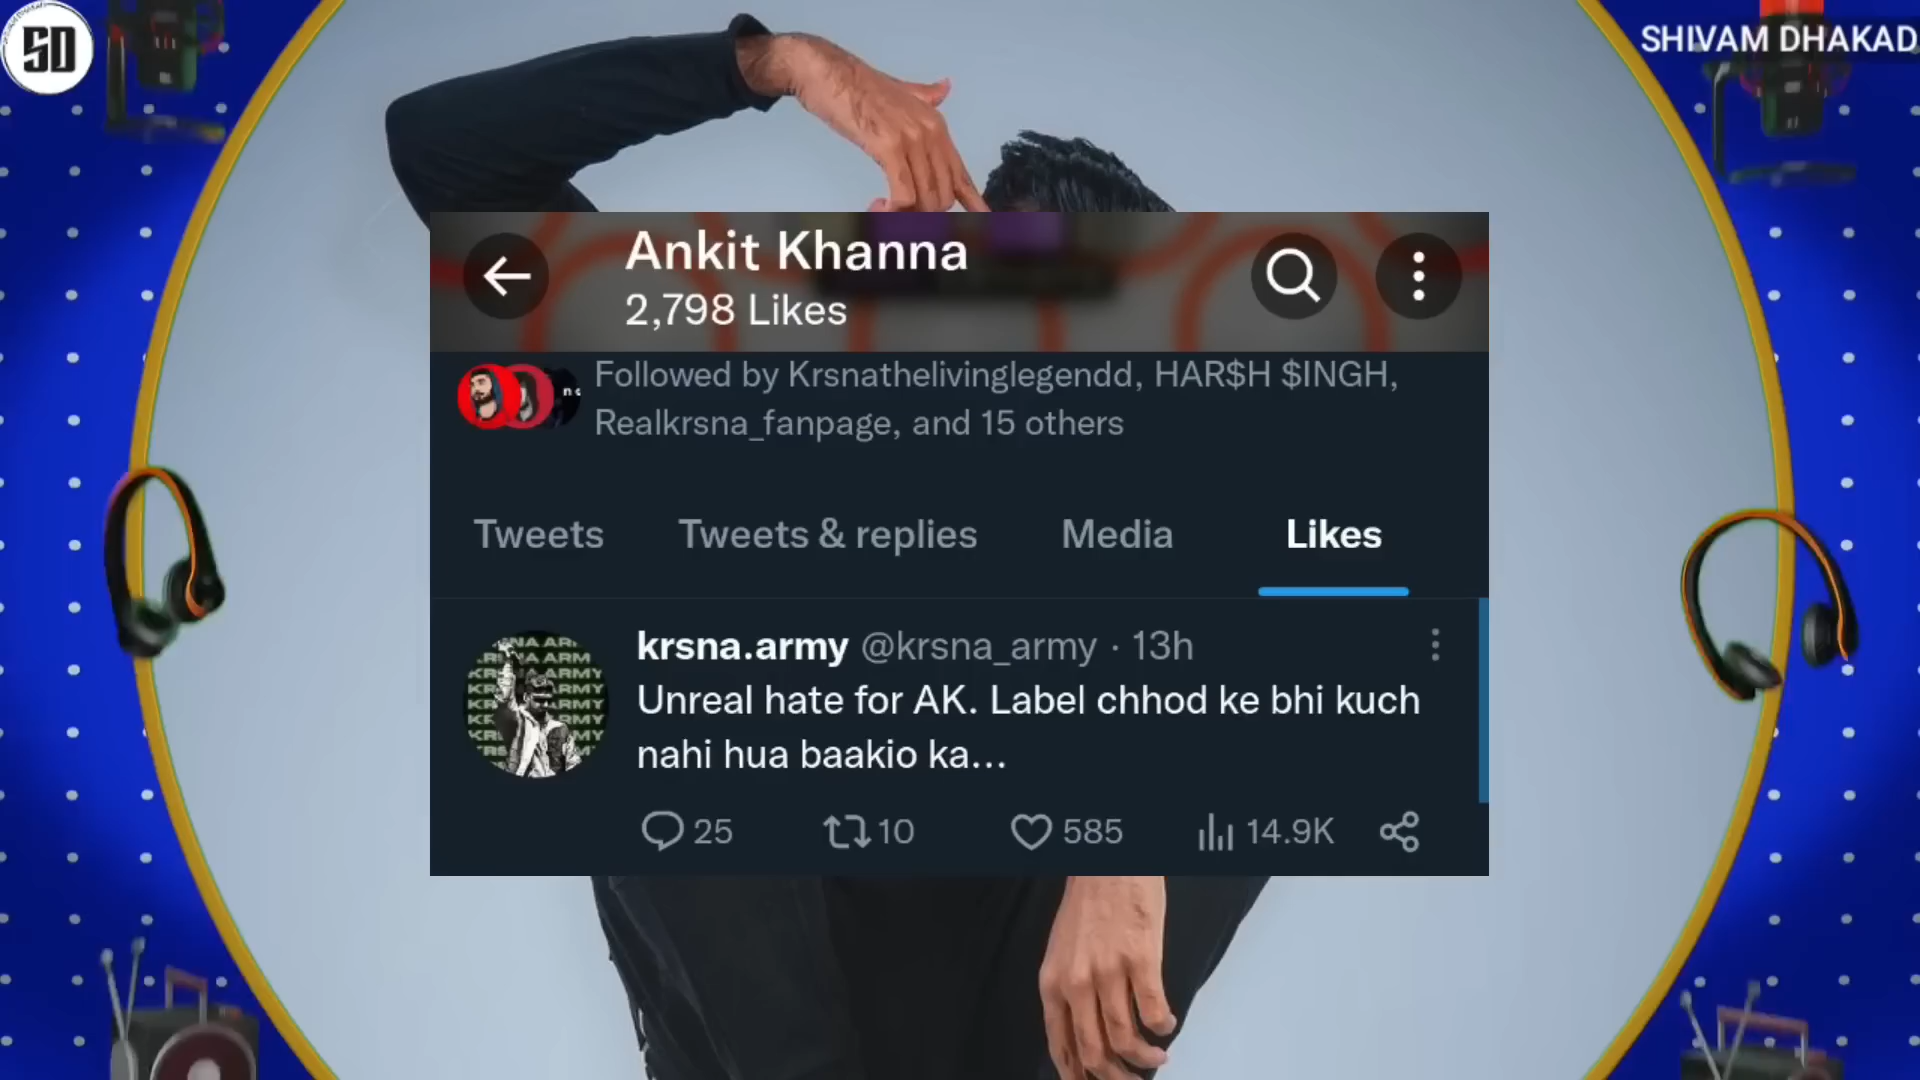 SD
SHIVAM DHAKAD
Ankit Khanna
2,798 Likes
Followed by Krsnathelivinglegendd, HAR$H $INGH,
Realkrsna_fanpage, and 15 others
Tweets
Tweets & replies
Media
Likes
krsna.army @krsna_army · 13h
Unreal hate for AK. Label chhod ke bhi kuch
nahi hua baakio ka...
25
10
585
14.9K